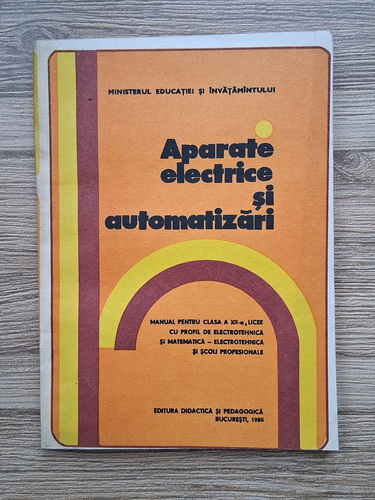 MINISTERUL EDUCAȚIEI ȘI ÎNVĂȚĂMÎNTULUI
Aparate
electrice
și
automatizări
MANUAL PENTRU CLASA A XII-a, LICEE
CU PROFIL DE ELECTROTEHNICĂ
ȘI MATEMATICĂ – ELECTROTEHNICĂ
ȘI ȘCOLI PROFESIONALE
EDITURA DIDACTICĂ ȘI PEDAGOGICĂ
BUCUREȘTI, 1986